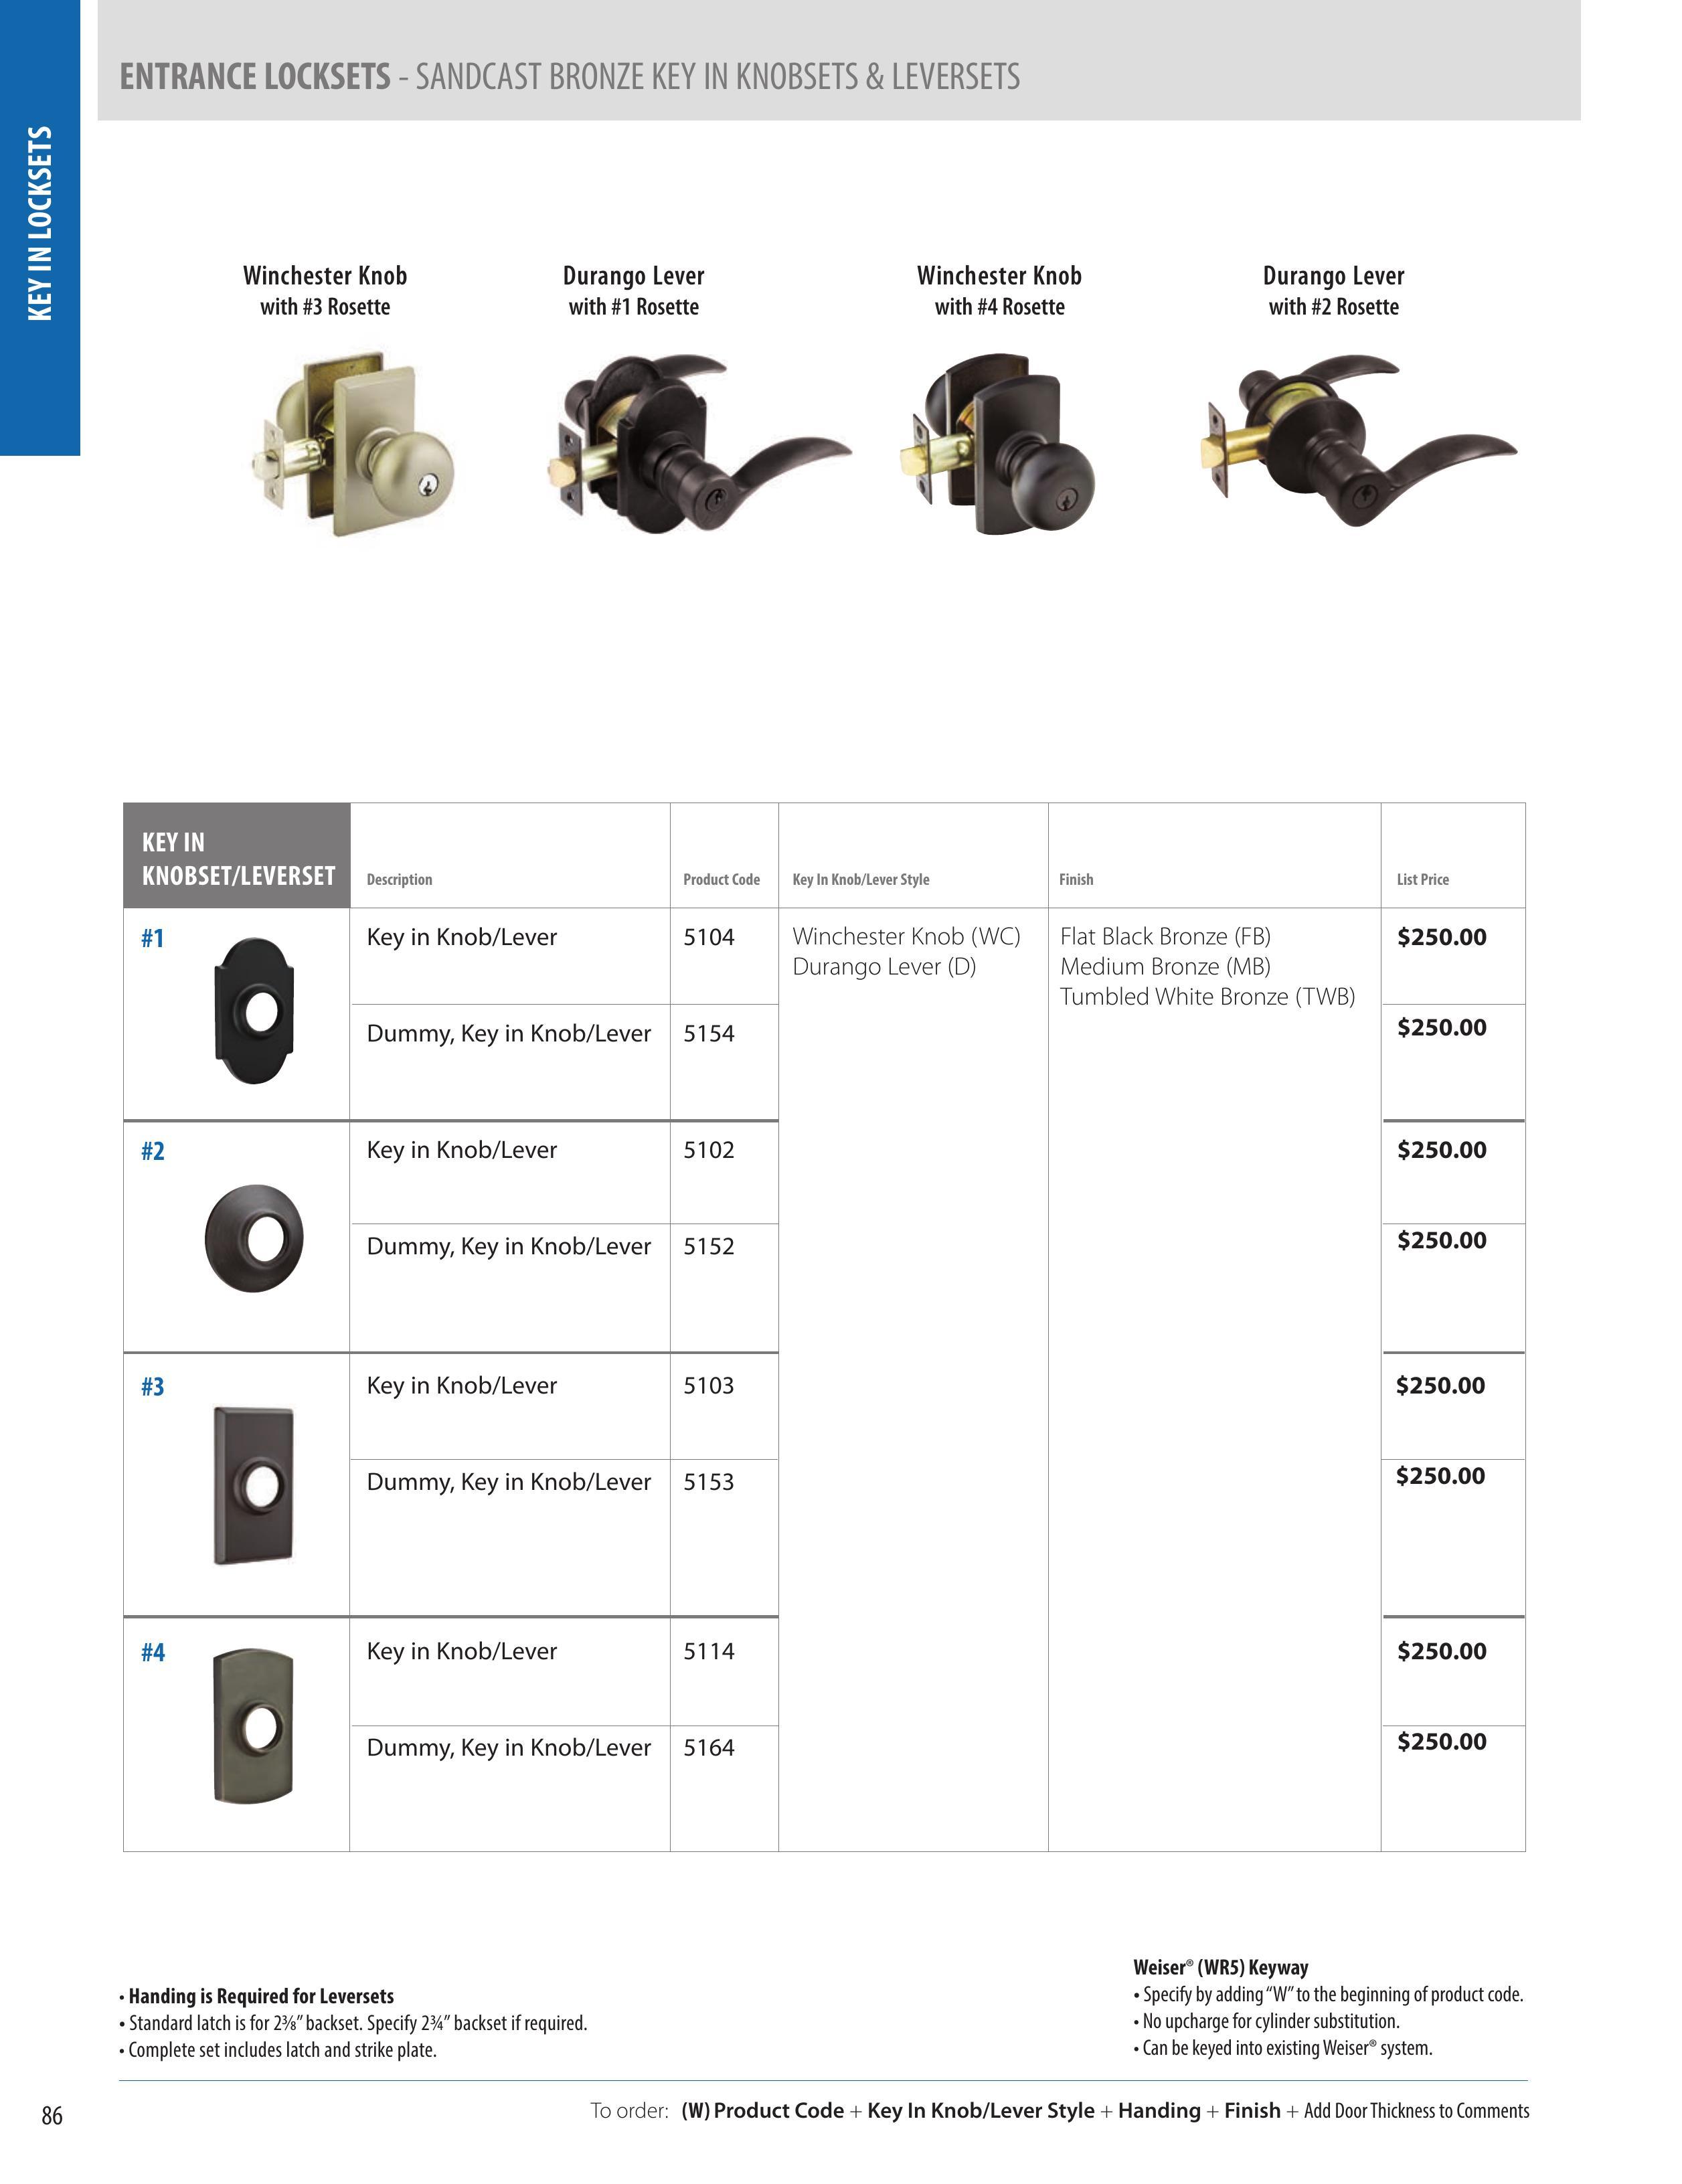 ENTRANCE LOCKSETS - SANDCAST BRONZE KEY IN KNOBSETS & LEVERSETS
KEY IN LOCKSETS
Winchester Knob
with #3 Rosette
Durango Lever
with #1 Rosette
Winchester Knob
with #4 Rosette
Durango Lever
with #2 Rosette
KEY IN
KNOBSET/LEVERSET Description Product Code Key In Knob/Lever Style Finish List Price
#1 Key in Knob/Lever 5104 Winchester Knob (WC) Flat Black Bronze (FB) $250.00
Durango Lever (D) Medium Bronze (MB)
Tumbled White Bronze (TWB)
Dummy, Key in Knob/Lever 5154 $250.00
#2 Key in Knob/Lever 5102 $250.00
Dummy, Key in Knob/Lever 5152 $250.00
#3 Key in Knob/Lever 5103 $250.00
Dummy, Key in Knob/Lever 5153 $250.00
#4 Key in Knob/Lever 5114 $250.00
Dummy, Key in Knob/Lever 5164 $250.00
• Handing is Required for Leversets
• Standard latch is for 2⅜” backset. Specify 2¾” backset if required.
• Complete set includes latch and strike plate.
Weiser® (WR5) Keyway
• Specify by adding “W” to the beginning of product code.
• No upcharge for cylinder substitution.
• Can be keyed into existing Weiser® system.
86
To order: (W) Product Code + Key In Knob/Lever Style + Handing + Finish + Add Door Thickness to Comments